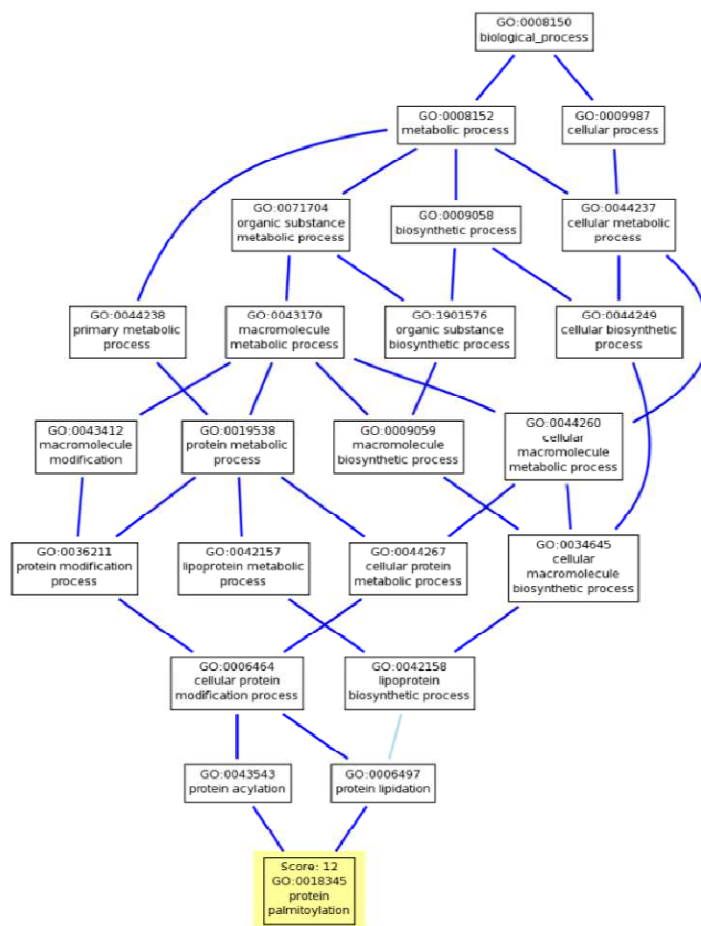 GO:0008150
biological_process
GO:0008152
metabolic process
GO:0009987
cellular process
GO:0071704
organic substance
metabolic process
GO:0009058
biosynthetic process
GO:0044237
cellular metabolic
process
GO:0044238
primary metabolic
process
GO:0043170
macromolecule
metabolic process
GO:1901576
organic substance
biosynthetic process
GO:0044249
cellular biosynthetic
process
GO:0043412
macromolecule
modification
GO:0019538
protein metabolic
process
GO:0009059
macromolecule
biosynthetic process
GO:0044260
cellular
macromolecule
metabolic process
GO:0036211
protein modification
process
GO:0042157
lipoprotein metabolic
process
GO:0044267
cellular protein
metabolic process
GO:0034645
cellular
macromolecule
biosynthetic process
GO:0006464
cellular protein
modification process
GO:0042158
lipoprotein
biosynthetic process
GO:0043543
protein acylation
GO:0006497
protein lipidation
Score: 12
GO:0018345
protein
palmitoylation